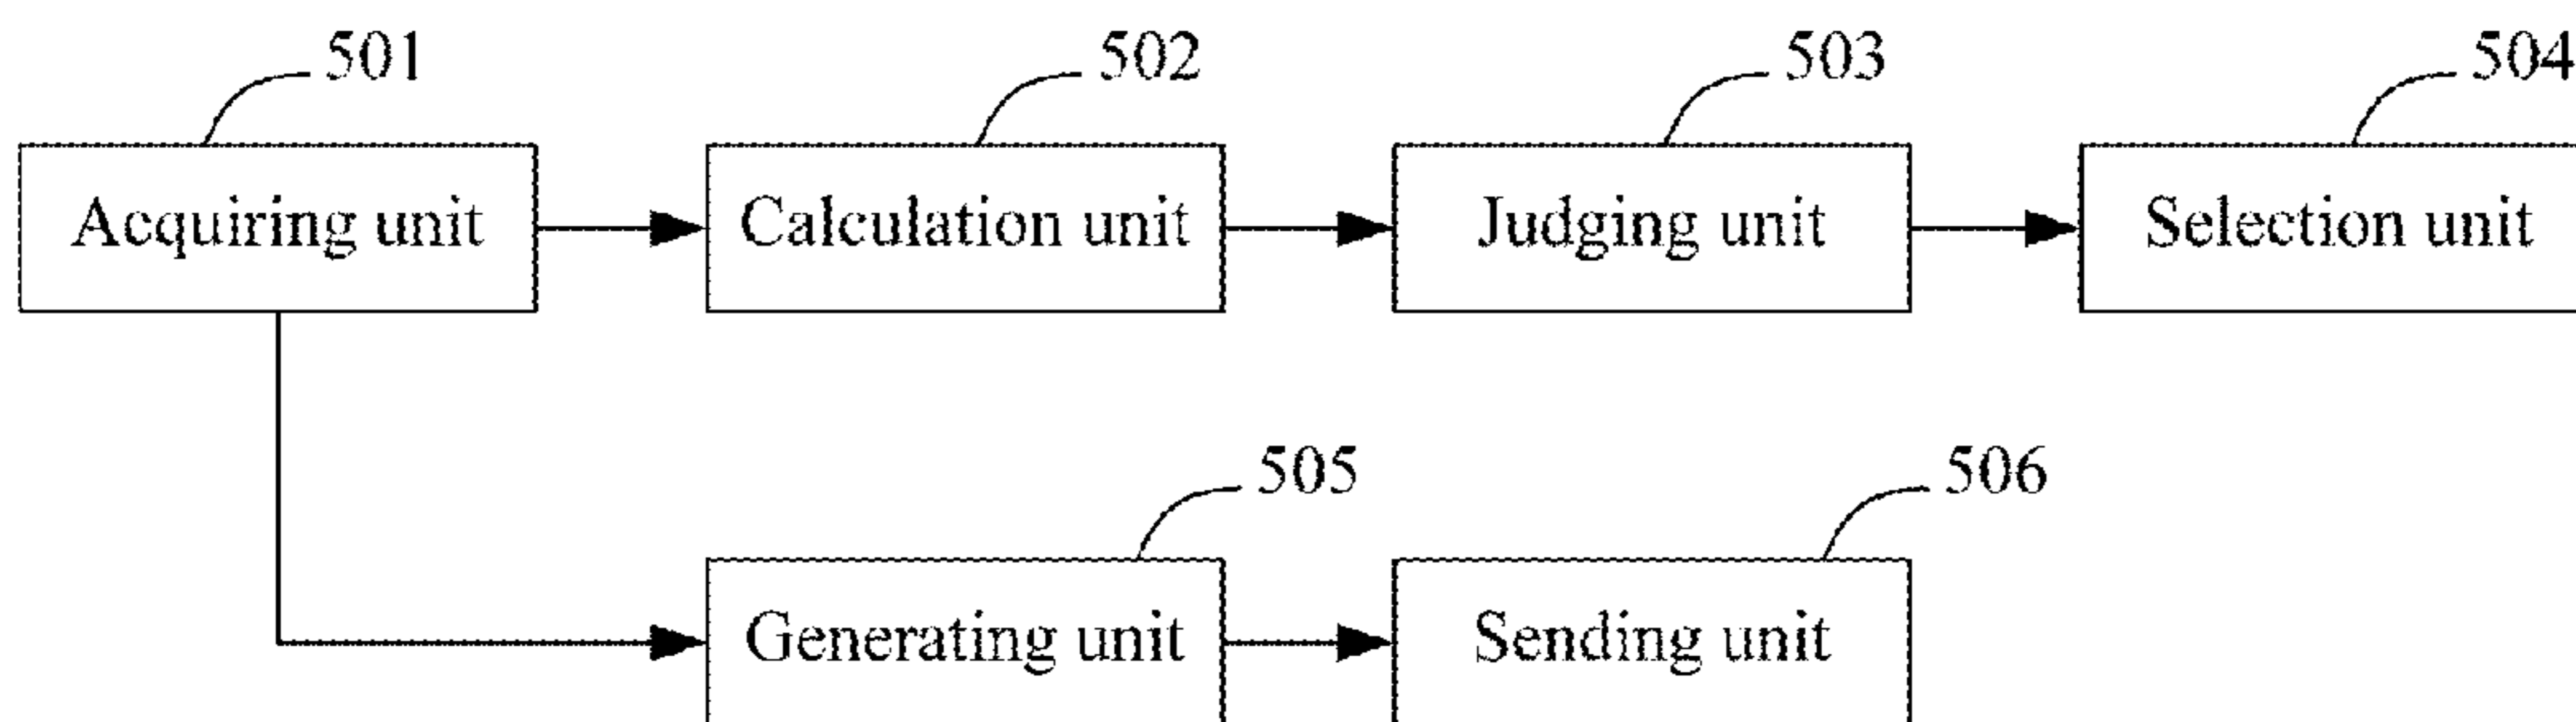 501 502 503 504
Acquiring unit Calculation unit Judging unit Selection unit
505 506
Generating unit Sending unit